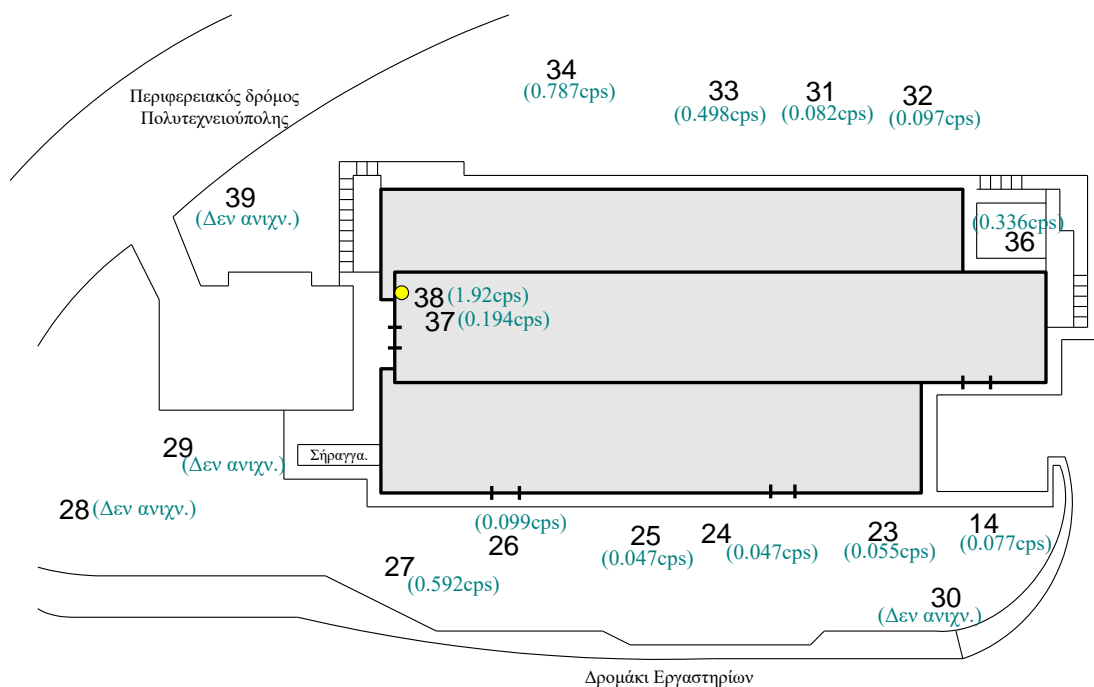 34
(0.787cps)
33
(0.498cps)
31
(0.082cps)
32
(0.097cps)
Περιφερειακός δρόμος
Πολυτεχνειούπολης
39
(Δεν ανιχν.)
(0.336cps)
36
38 (1.92cps)
37 (0.194cps)
29
(Δεν ανιχν.)
Σήραγγα.
28 (Δεν ανιχν.)
(0.099cps)
26
25
(0.047cps)
24
(0.047cps)
23
(0.055cps)
14
(0.077cps)
27
(0.592cps)
30
(Δεν ανιχν.)
Δρομάκι Εργαστηρίων